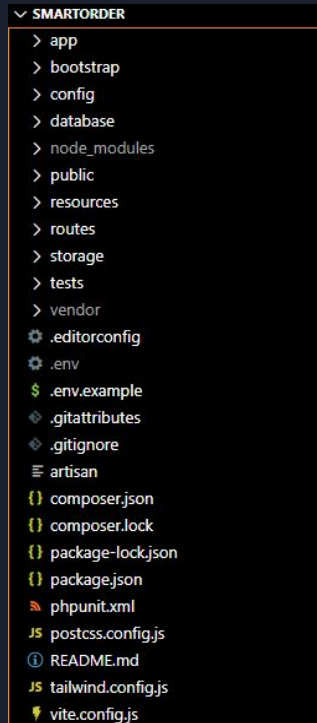 SMARTORDER
app
bootstrap
config
database
node_modules
public
resources
routes
storage
tests
vendor
.editorconfig
.env
$ .env.example
.gitattributes
.gitignore
artisan
{} composer.json
{} composer.lock
{} package-lock.json
{} package.json
phpunit.xml
JS postcss.config.js
README.md
JS tailwind.config.js
vite.config.js